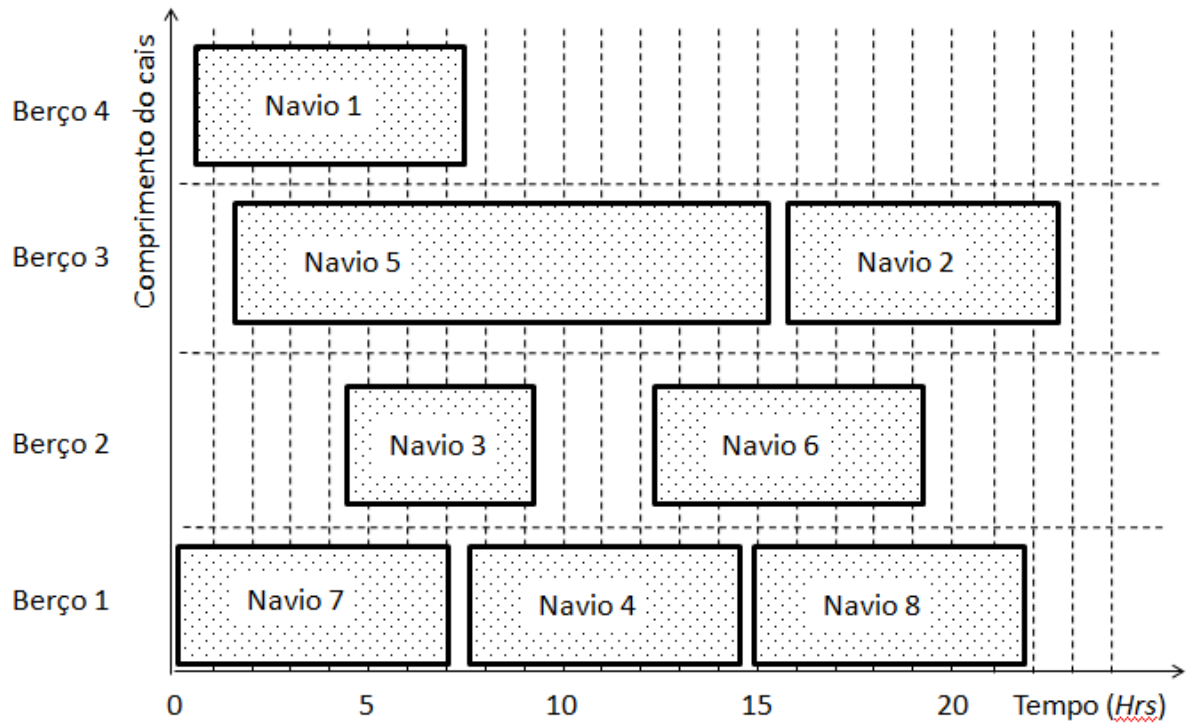 Comprimento do cais
Berço 4
Navio 1
Berço 3
Navio 5
Navio 2
Berço 2
Navio 3
Navio 6
Berço 1
Navio 7
Navio 4
Navio 8
0 5 10 15 20 Tempo (Hrs)